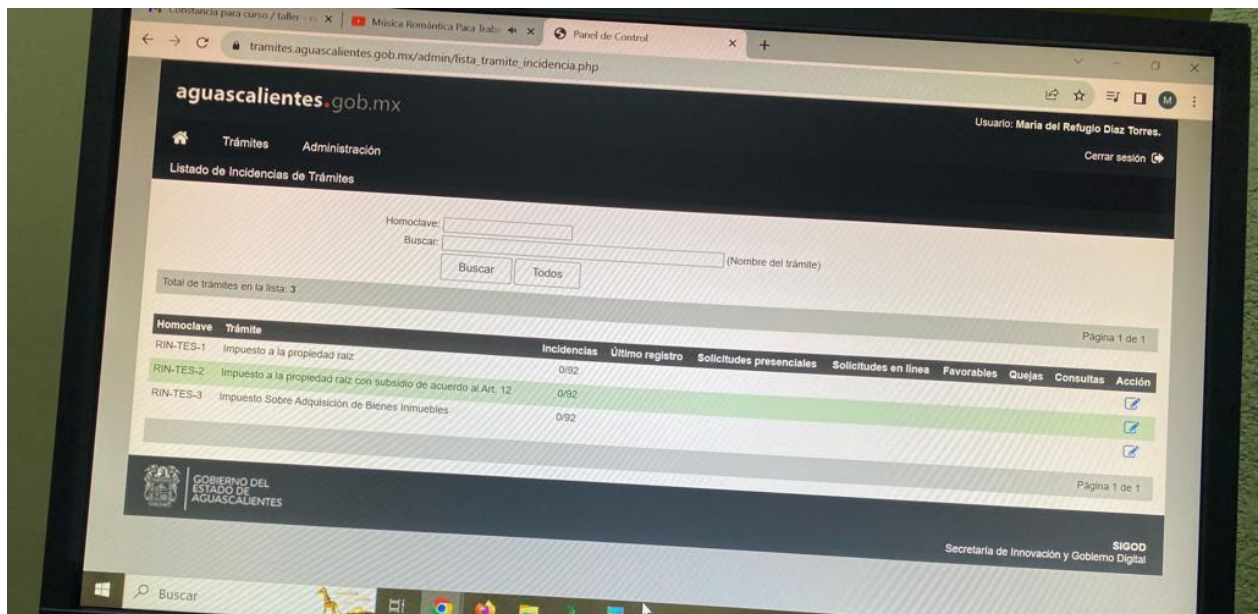 Constancia para curso / taller - c
Música Romántica Para Traba
Panel de Control
tramites.aguascalientes.gob.mx/admin/lista_tramite_incidencia.php
M
aguascalientes.gob.mx
Usuario: Maria del Refugio Diaz Torres.
Trámites Administración
Cerrar sesión
Listado de Incidencias de Trámites
Homoclave:
Buscar: (Nombre del trámite)
Buscar Todos
Total de trámites en la lista: 3
Página 1 de 1
Homoclave Trámite Incidencias Último registro Solicitudes presenciales Solicitudes en línea Favorables Quejas Consultas Acción
RIN-TES-1 Impuesto a la propiedad raíz 0/92
RIN-TES-2 Impuesto a la propiedad raíz con subsidio de acuerdo al Art. 12 0/92
RIN-TES-3 Impuesto Sobre Adquisición de Bienes Inmuebles 0/92
Página 1 de 1
GOBIERNO DEL
ESTADO DE
AGUASCALIENTES
SIGOD
Secretaría de Innovación y Gobierno Digital
Buscar